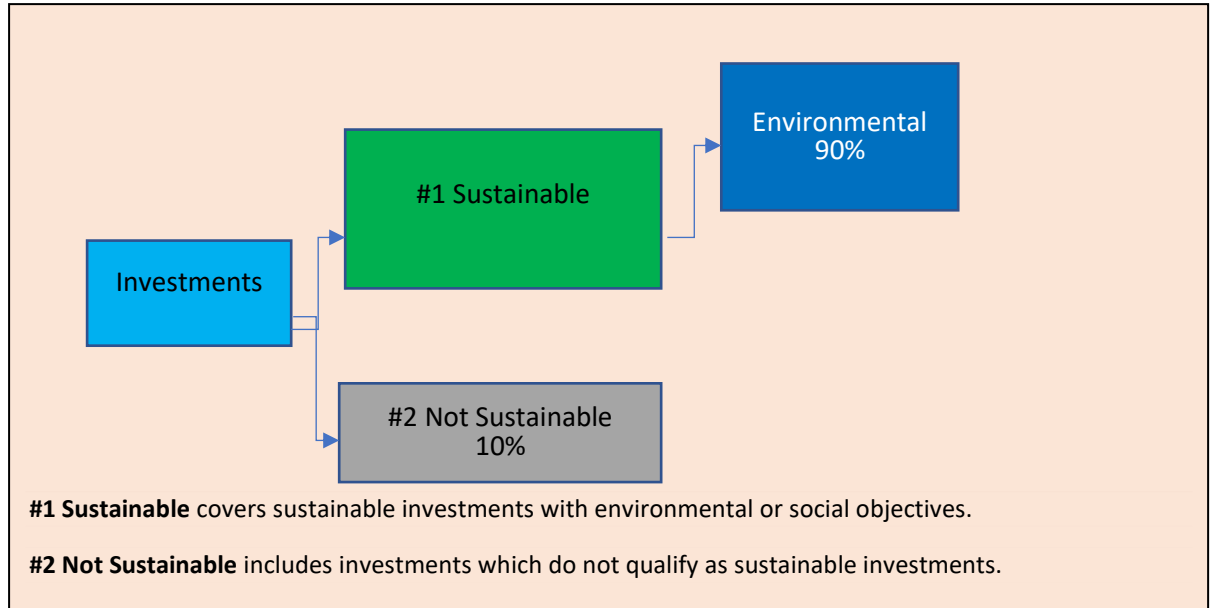 Environmental
90%
#1 Sustainable
Investments
#2 Not Sustainable
10%
#1 Sustainable covers sustainable investments with environmental or social objectives.
#2 Not Sustainable includes investments which do not qualify as sustainable investments.